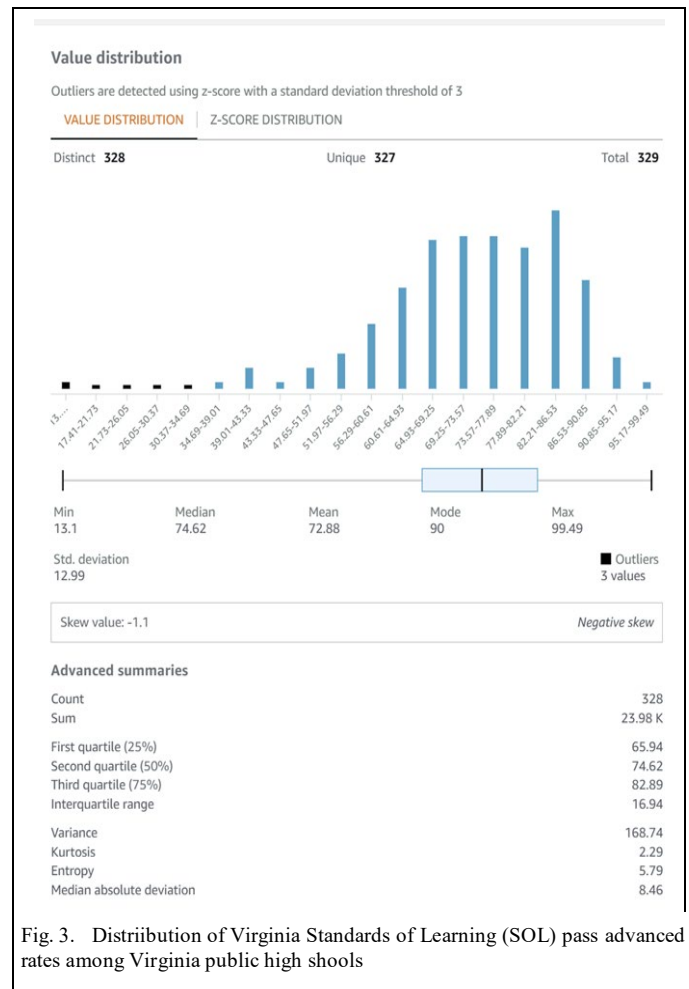 Value distribution
Outliers are detected using z-score with a standard deviation threshold of 3
VALUE DISTRIBUTION Z-SCORE DISTRIBUTION
Distinct 328 Unique 327 Total 329
13.... 17.41-21.73 21.73-26.05 26.05-30.37 30.37-34.69 34.69-39.01 39.01-43.33 43.33-47.65 47.65-51.97 51.97-56.29 56.29-60.61 60.61-64.93 64.93-69.25 69.25-73.57 73.57-77.89 77.89-82.21 82.21-86.53 86.53-90.85 90.85-95.17 95.17-99.49
Min Median Mean Mode Max
13.1 74.62 72.88 90 99.49
Std. deviation Outliers
12.99 3 values
Skew value: -1.1 Negative skew
Advanced summaries
Count 328
Sum 23.98 K
First quartile (25%) 65.94
Second quartile (50%) 74.62
Third quartile (75%) 82.89
Interquartile range 16.94
Variance 168.74
Kurtosis 2.29
Entropy 5.79
Median absolute deviation 8.46
Fig. 3. Distriibution of Virginia Standards of Learning (SOL) pass advanced
rates among Virginia public high shools